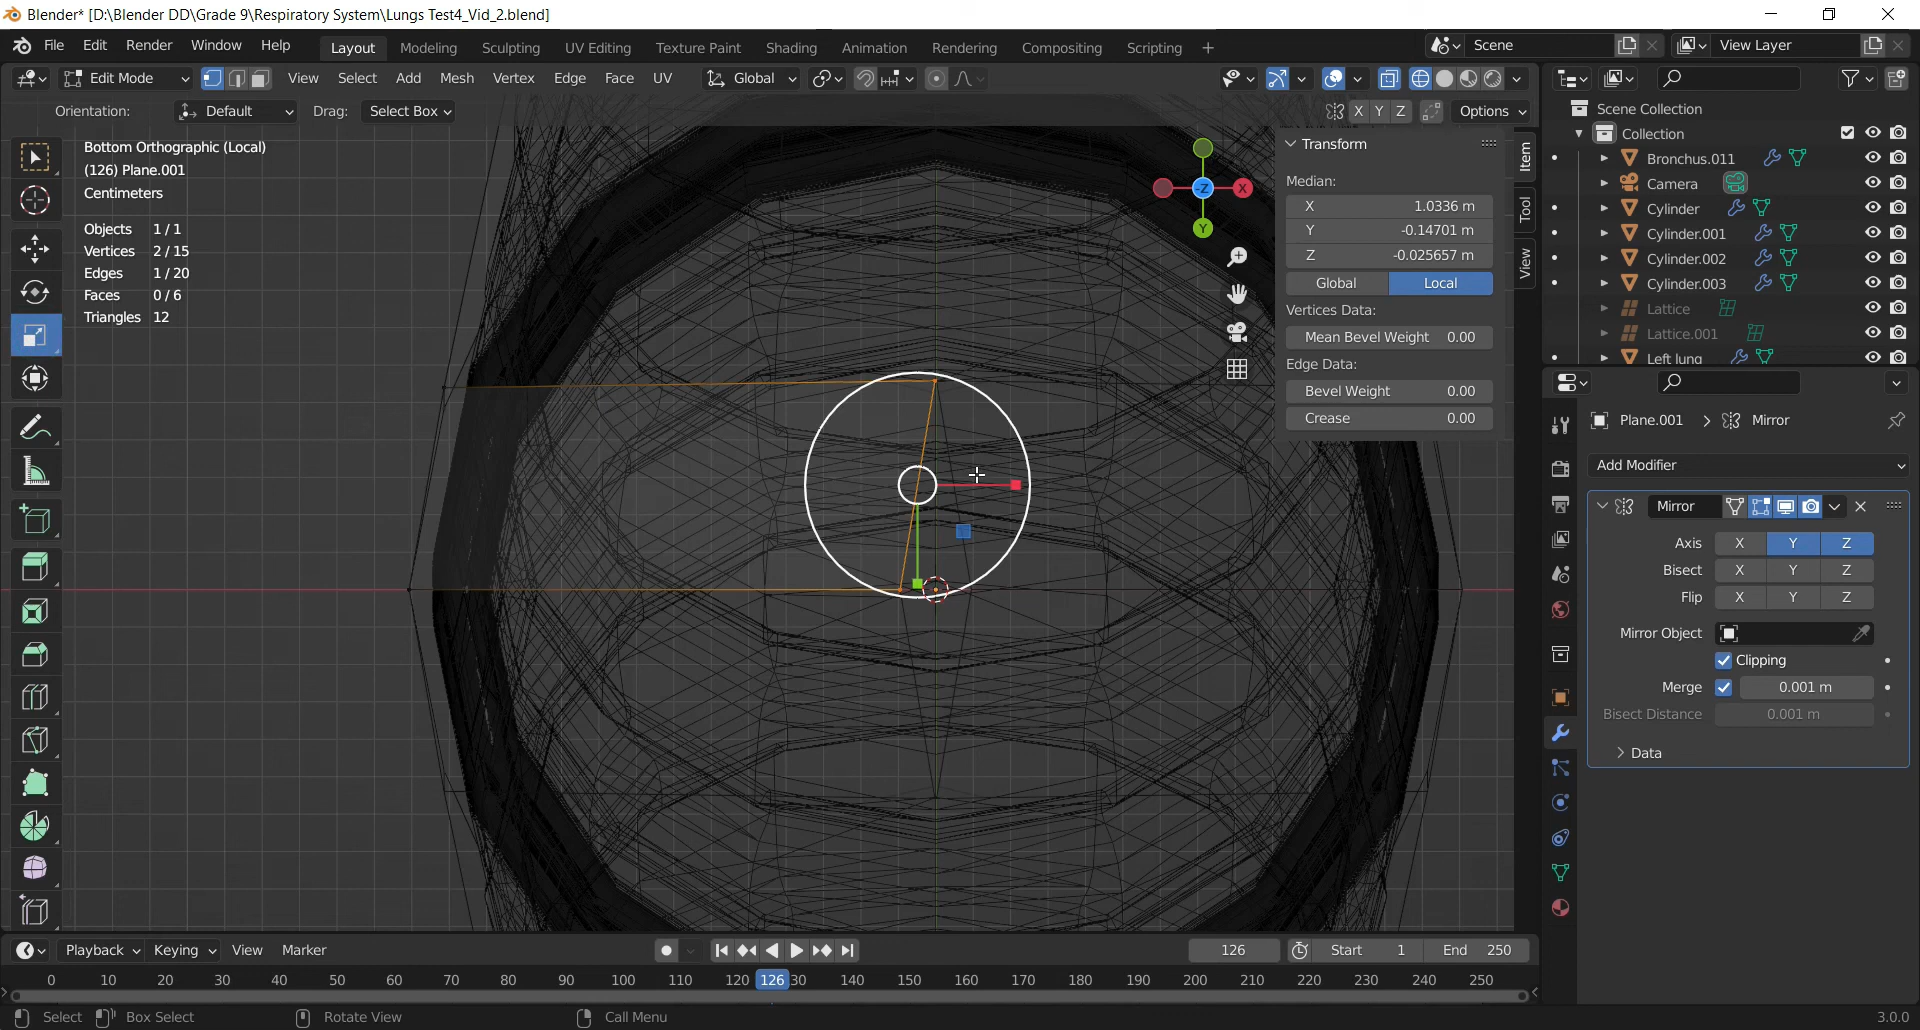 Blender* [D:\Blender DD\Grade 9\Respiratory System\Lungs Test4_Vid_2.blend]
File Edit Render Window Help Layout Modeling Sculpting UV Editing Texture Paint Shading Animation Rendering Compositing Scripting + Scene View Layer
Edit Mode View Select Add Mesh Vertex Edge Face UV Global
Orientation: Default Drag: Select Box X Y Z Options
Bottom Orthographic (Local)
(126) Plane.001
Centimeters
Objects 1/1
Vertices 2/15
Edges 1/20
Faces 0/6
Triangles 12
-Z X Y
Transform
Median:
X 1.0336 m
Y -0.14701 m
Z -0.025657 m
Global Local
Vertices Data:
Mean Bevel Weight 0.00
Edge Data:
Bevel Weight 0.00
Crease 0.00
Item
Tool
View
Scene Collection
Collection
Bronchus.011
Camera
Cylinder
Cylinder.001
Cylinder.002
Cylinder.003
Lattice
Lattice.001
Left lung
Plane.001 > Mirror
Add Modifier
Mirror
Axis X Y Z
Bisect X Y Z
Flip X Y Z
Mirror Object
Clipping
Merge 0.001 m
Bisect Distance 0.001 m
Data
Playback Keying View Marker 126 Start 1 End 250
0 10 20 30 40 50 60 70 80 90 100 110 120 126 30 140 150 160 170 180 190 200 210 220 230 240 250
Select Box Select Rotate View Call Menu 3.0.0